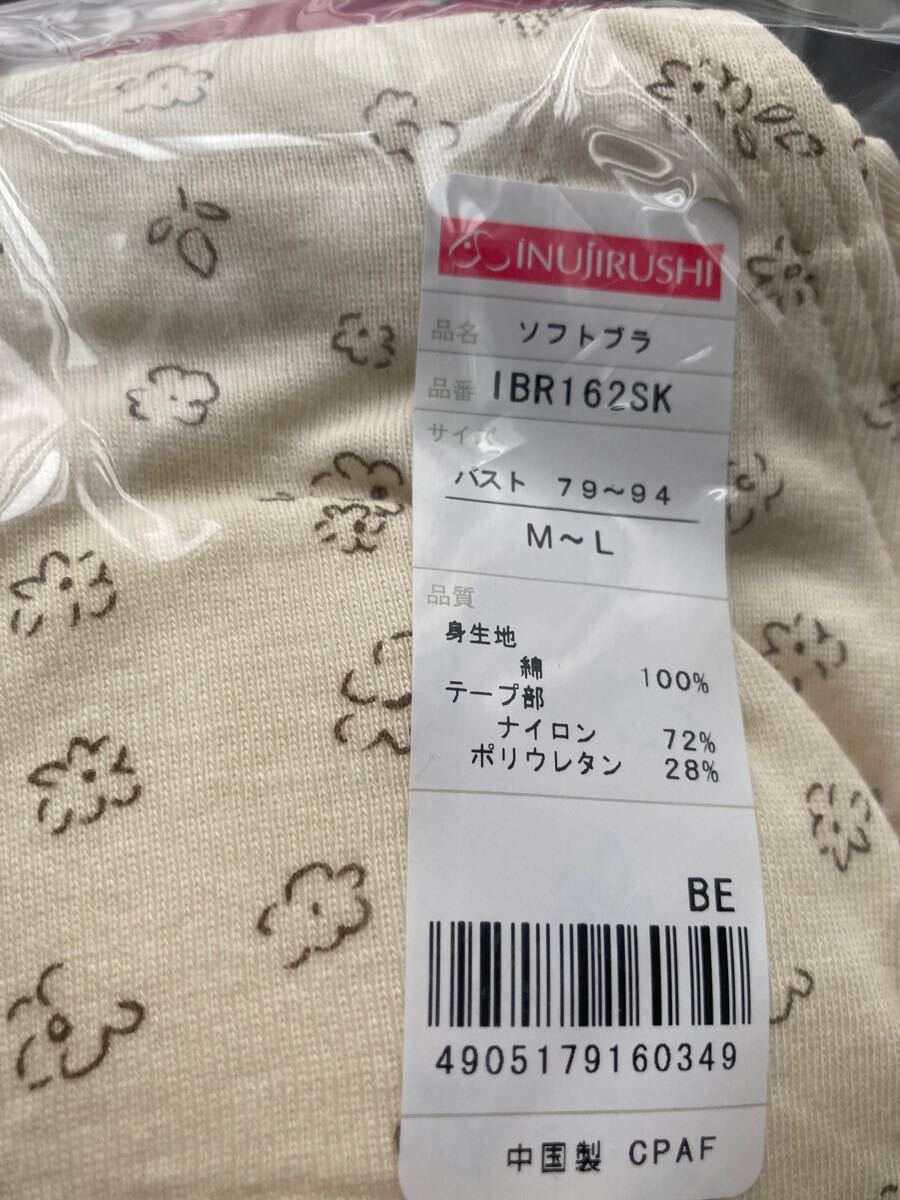 INUJIRUSHI
品名 ソフトブラ
品番 IBR162SK
サイズ
バスト 79～94
M～L
品質
身生地
綿 100%
テープ部
ナイロン 72%
ポリウレタン 28%
BE
4905179160349
中国製 CPAF